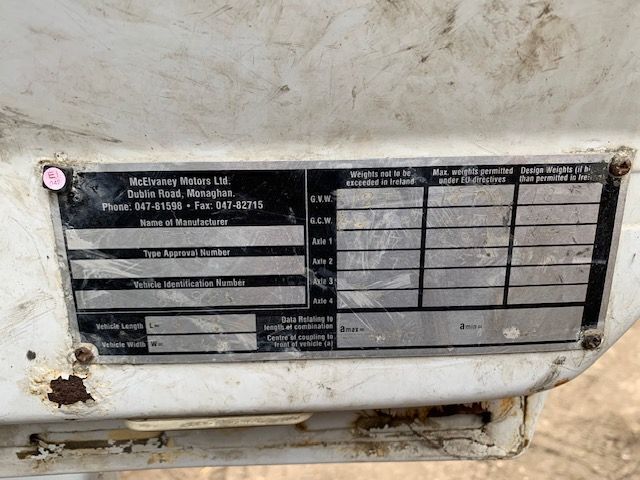 McElvaney Motors Ltd.
Dublin Road, Monaghan.
Phone: 047-81598 • Fax: 047-82715
Name of Manufacturer
Type Approval Number
Vehicle Identification Number
Vehicle Length L=
Vehicle Width W=
Weights not to be
exceeded in Ireland
Max. weights permitted
under EU directives
Design Weights (if
than permitted in
G.V.W.
G.C.W.
Axle 1
Axle 2
Axle 3
Axle 4
Data Relating to
length of combination
Centre of coupling to
front of vehicle (a)
a max=
a min=